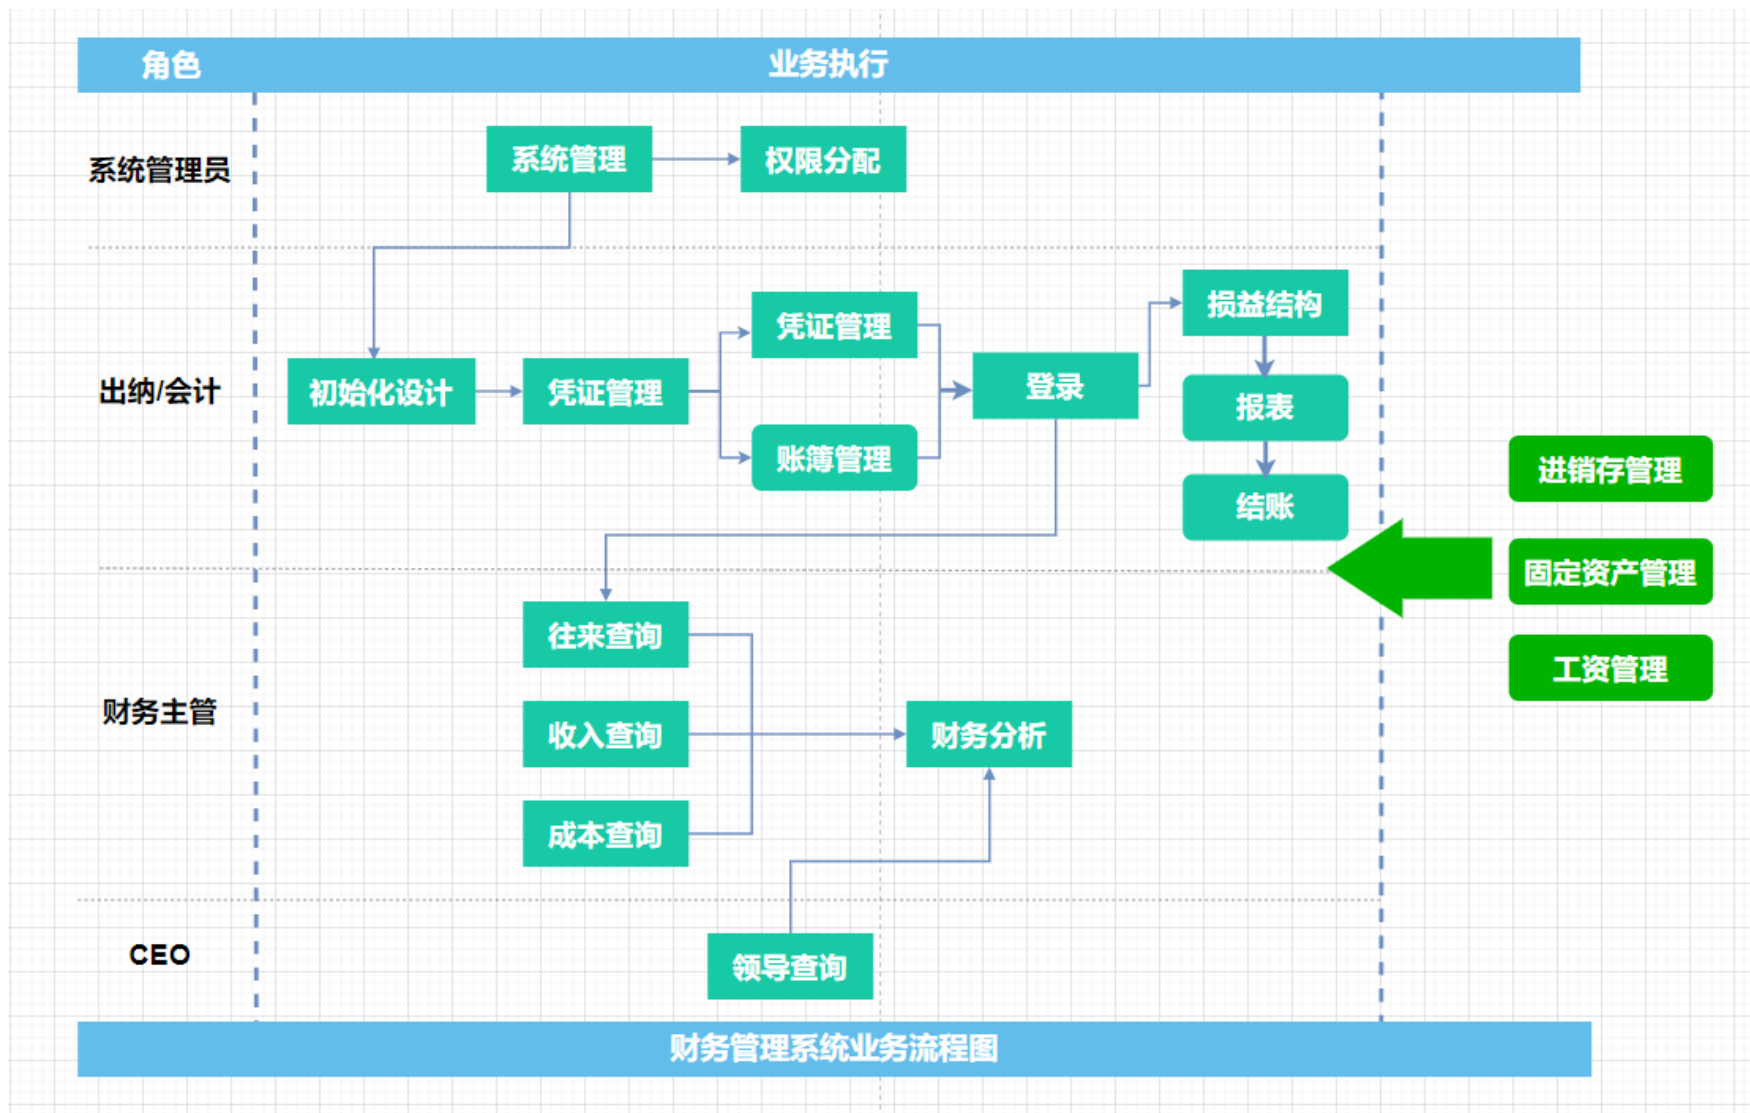 角色
业务执行
系统管理员
系统管理
权限分配
出纳/会计
初始化设计
凭证管理
凭证管理
账簿管理
登录
损益结构
报表
结账
进销存管理
固定资产管理
工资管理
财务主管
往来查询
收入查询
成本查询
财务分析
CEO
领导查询
财务管理系统业务流程图